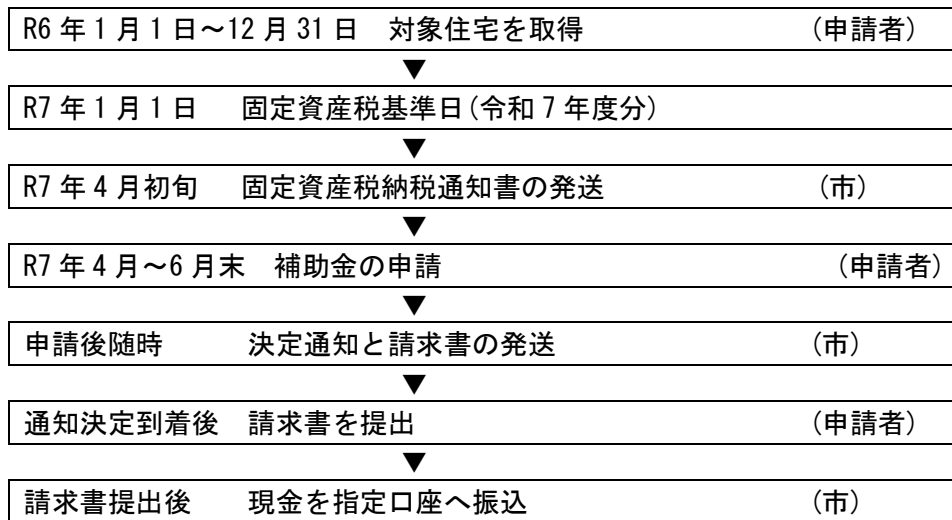 R6年1月1日～12月31日　対象住宅を取得　(申請者)
▼
R7年1月1日　固定資産税基準日(令和7年度分)
▼
R7年4月初旬　固定資産税納税通知書の発送　(市)
▼
R7年4月～6月末　補助金の申請　(申請者)
▼
申請後随時　決定通知と請求書の発送　(市)
▼
通知決定到着後　請求書を提出　(申請者)
▼
請求書提出後　現金を指定口座へ振込　(市)